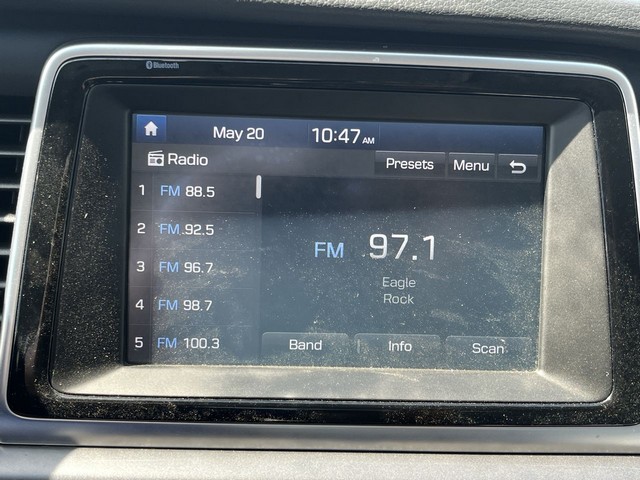 Bluetooth
May 20 10:47 AM
Radio Presets Menu
1 FM 88.5
2 FM 92.5
3 FM 96.7
4 FM 98.7
5 FM 100.3
FM 97.1
Eagle
Rock
Band Info Scan